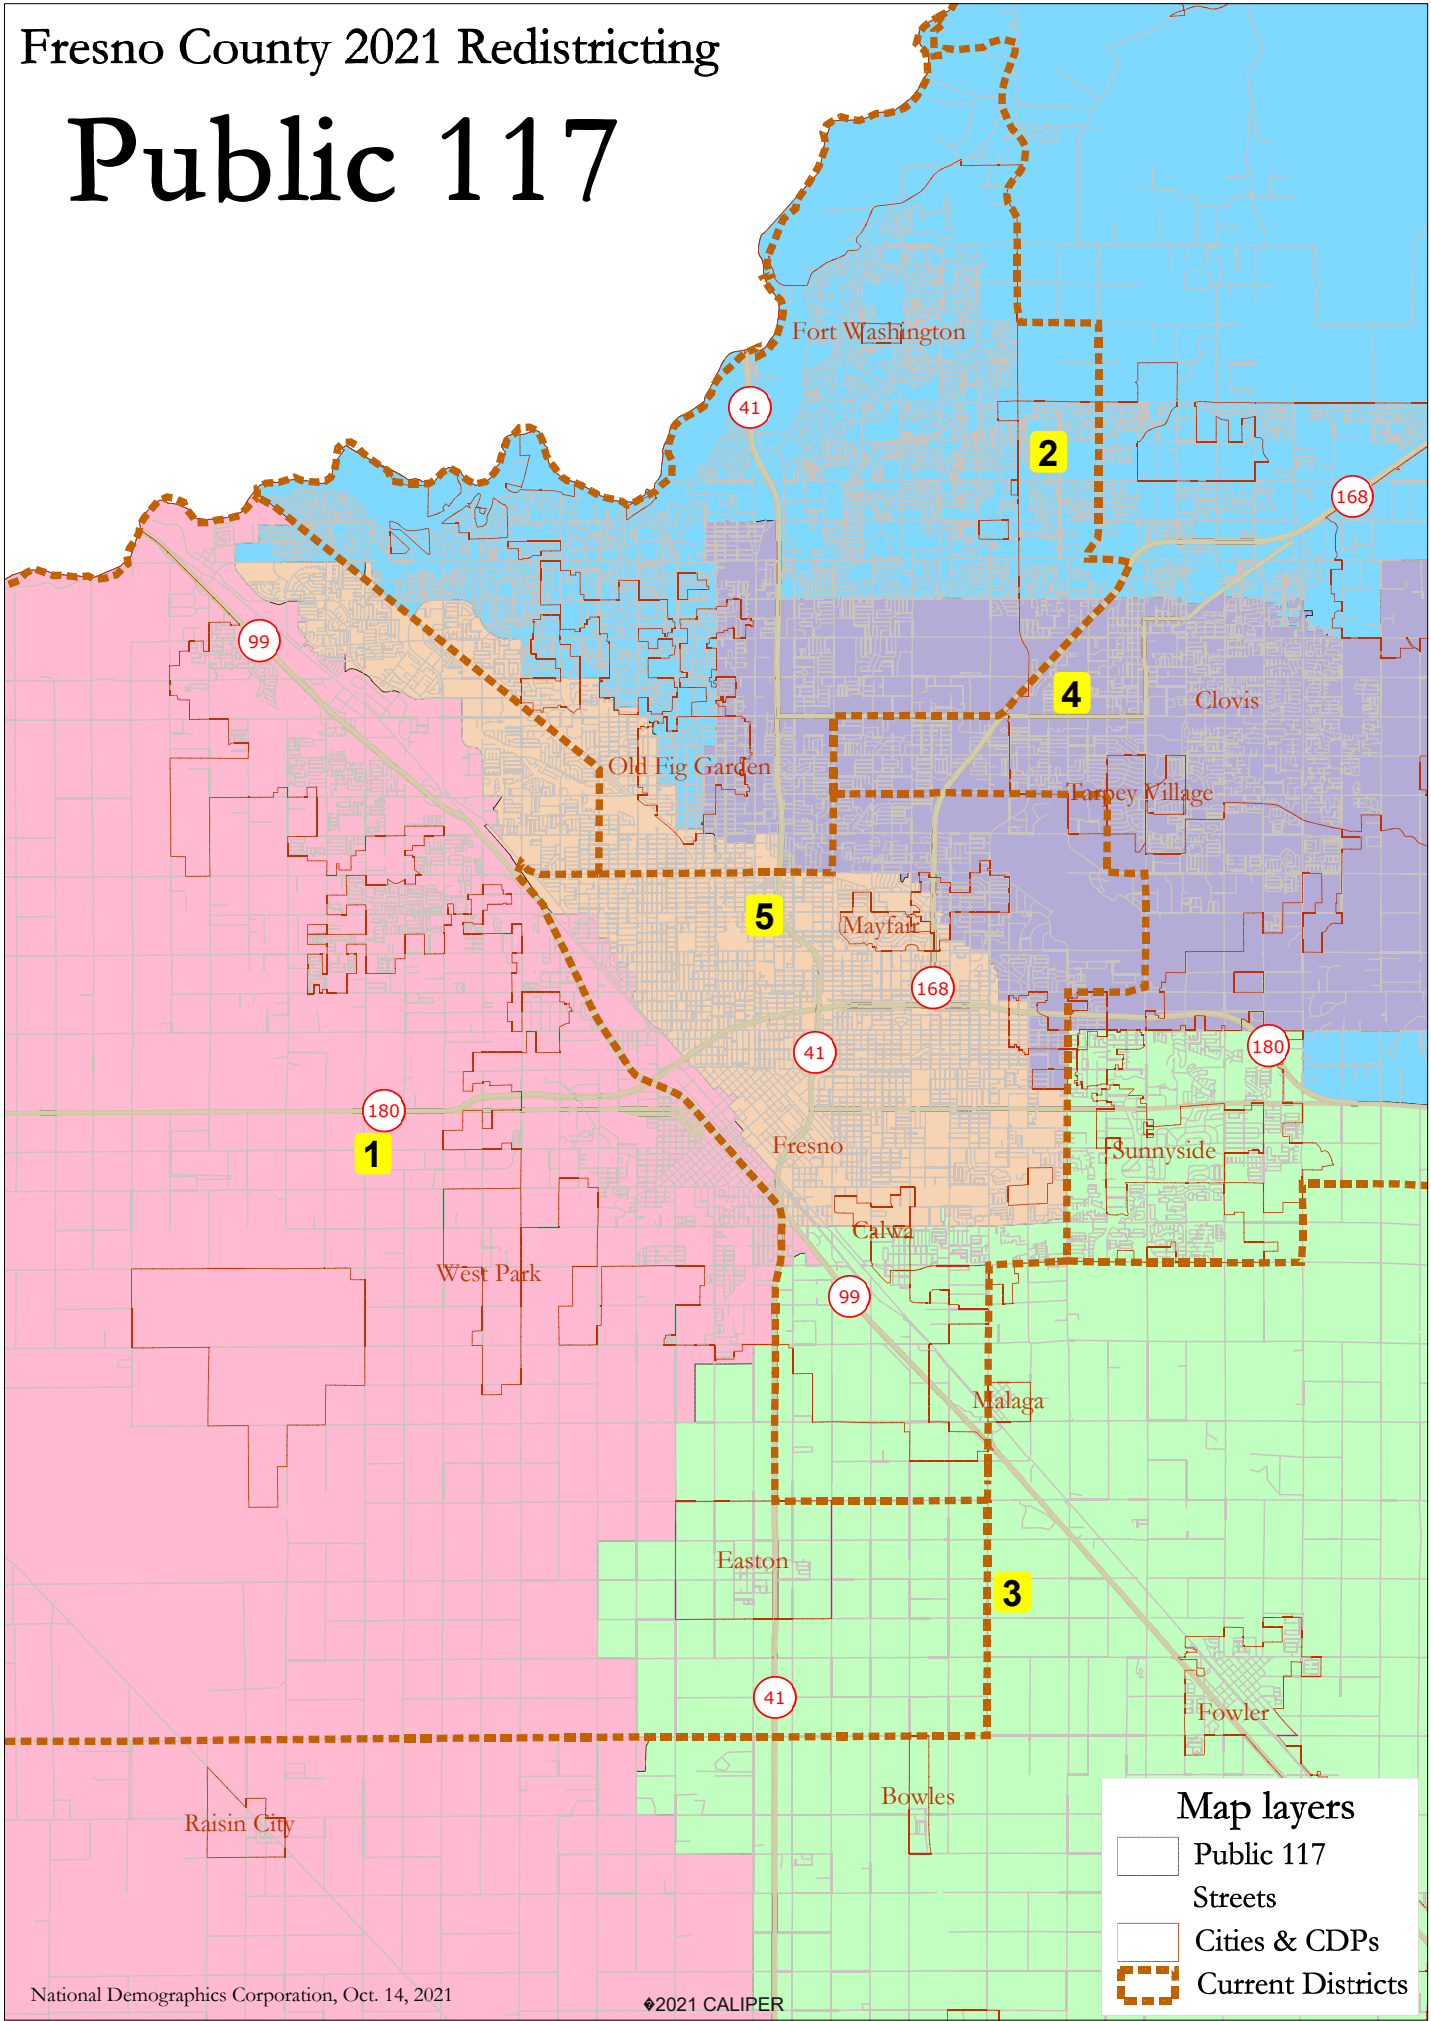 Fresno County 2021 Redistricting
Public 117
Fort Washington
41
2
168
99
4
Clovis
Old Fig Garden
Tarpey Village
5
Mayfair
168
41
180
180
1
Fresno
Sunnyside
Calwa
West Park
99
Malaga
Easton
3
41
Fowler
Bowles
Raisin City
Map layers
Public 117
Streets
Cities & CDPs
Current Districts
National Demographics Corporation, Oct. 14, 2021
�2021 CALIPER